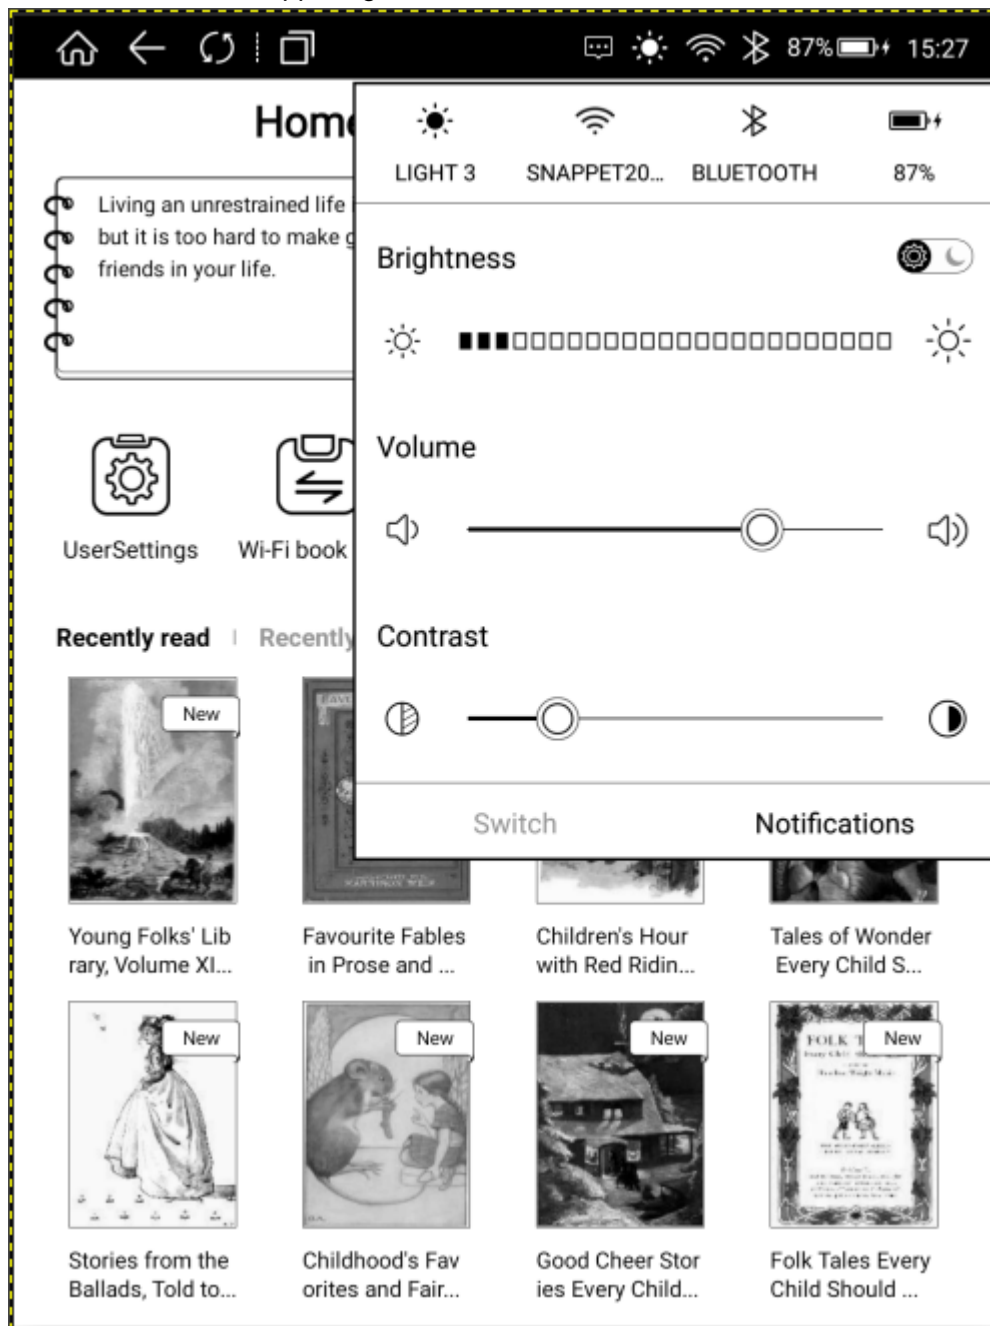 87% 15:27
Home
LIGHT 3 SNAPPET20... BLUETOOTH 87%
Living an unrestrained life
but it is too hard to make g
friends in your life.
Brightness
Volume
UserSettings Wi-Fi book
Contrast
Recently read Recently
New
Switch Notifications
Young Folks' Lib
rary, Volume XI...
Favourite Fables
in Prose and ...
Children's Hour
with Red Ridin...
Tales of Wonder
Every Child S...
New
New
New
New
FOLK T
Stories from the
Ballads, Told to...
Childhood's Fav
orites and Fair...
Good Cheer Stor
ies Every Child...
Folk Tales Every
Child Should ...